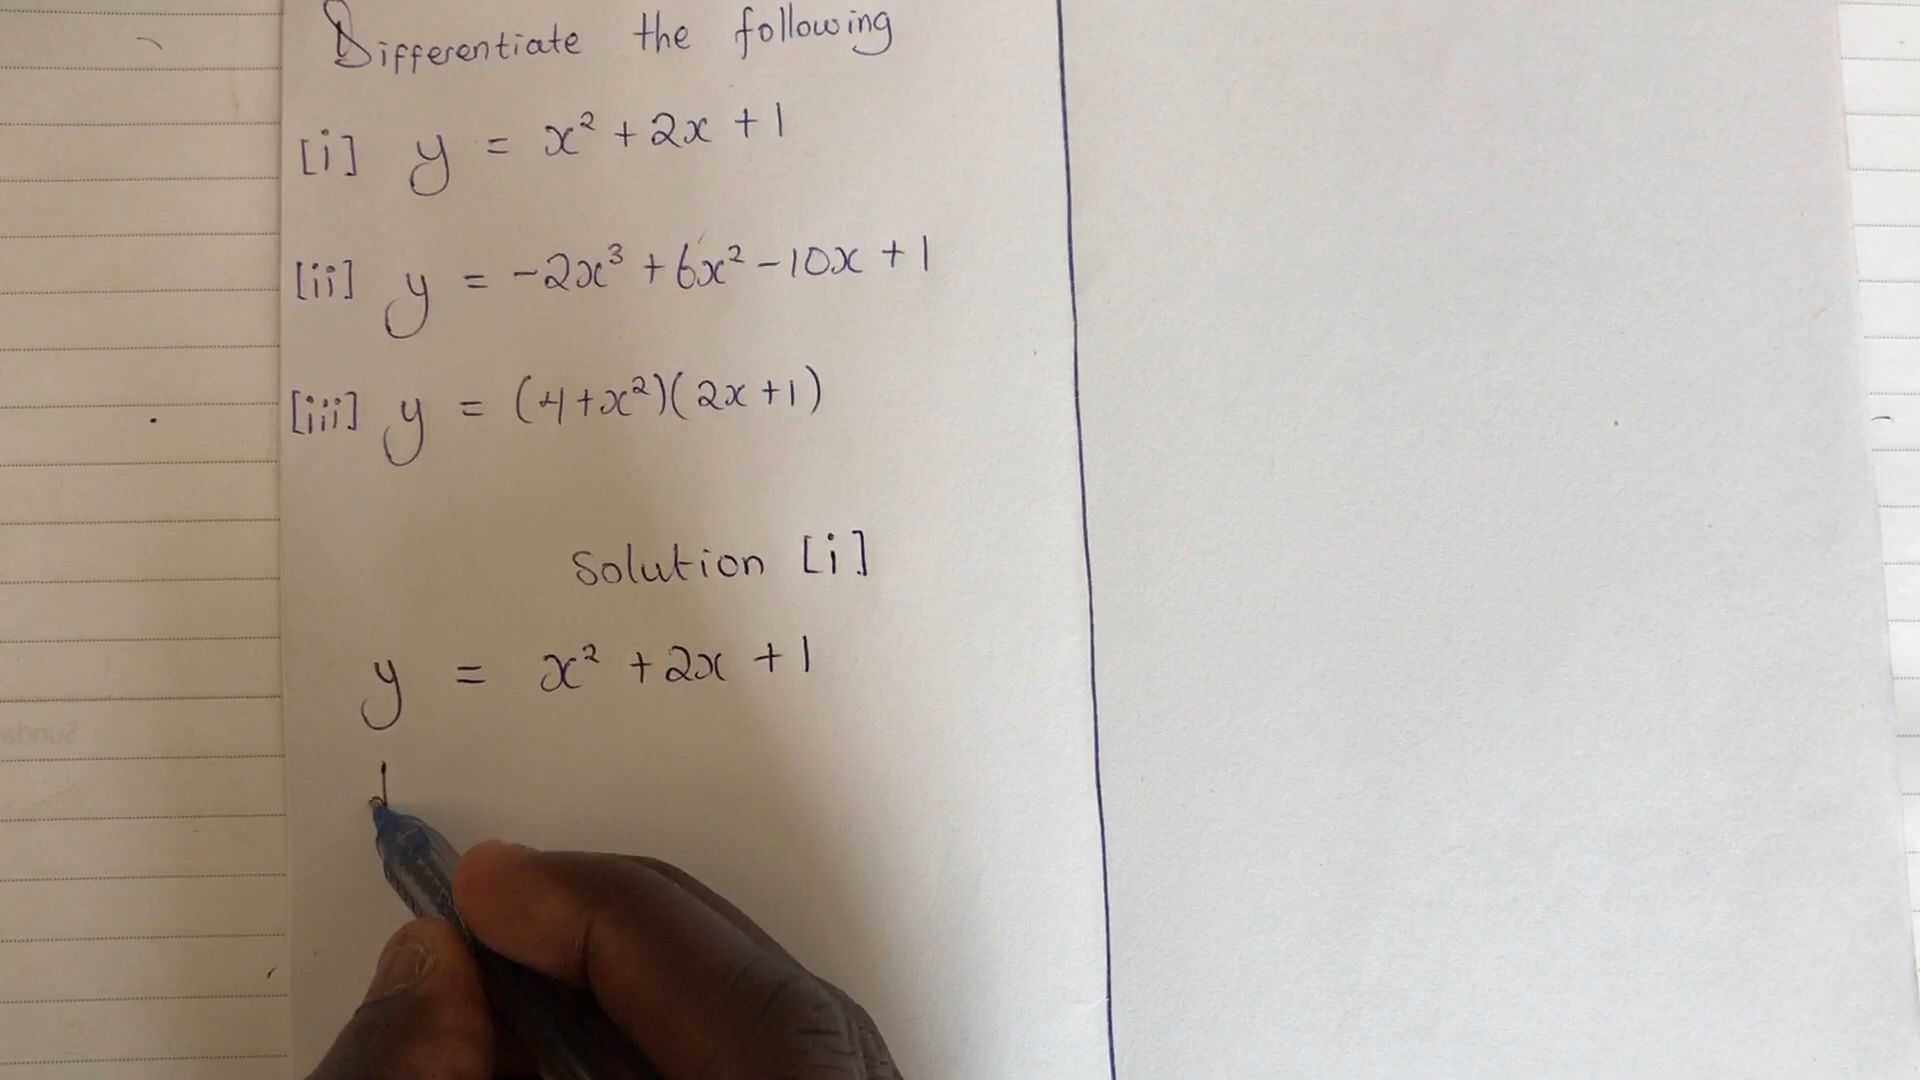 Differentiate the following
[i] y = x² + 2x + 1
[ii] y = -2x³ + 6x² - 10x + 1
[iii] y = (4+x²)(2x+1)
Solution [i]
y = x² + 2x + 1
d